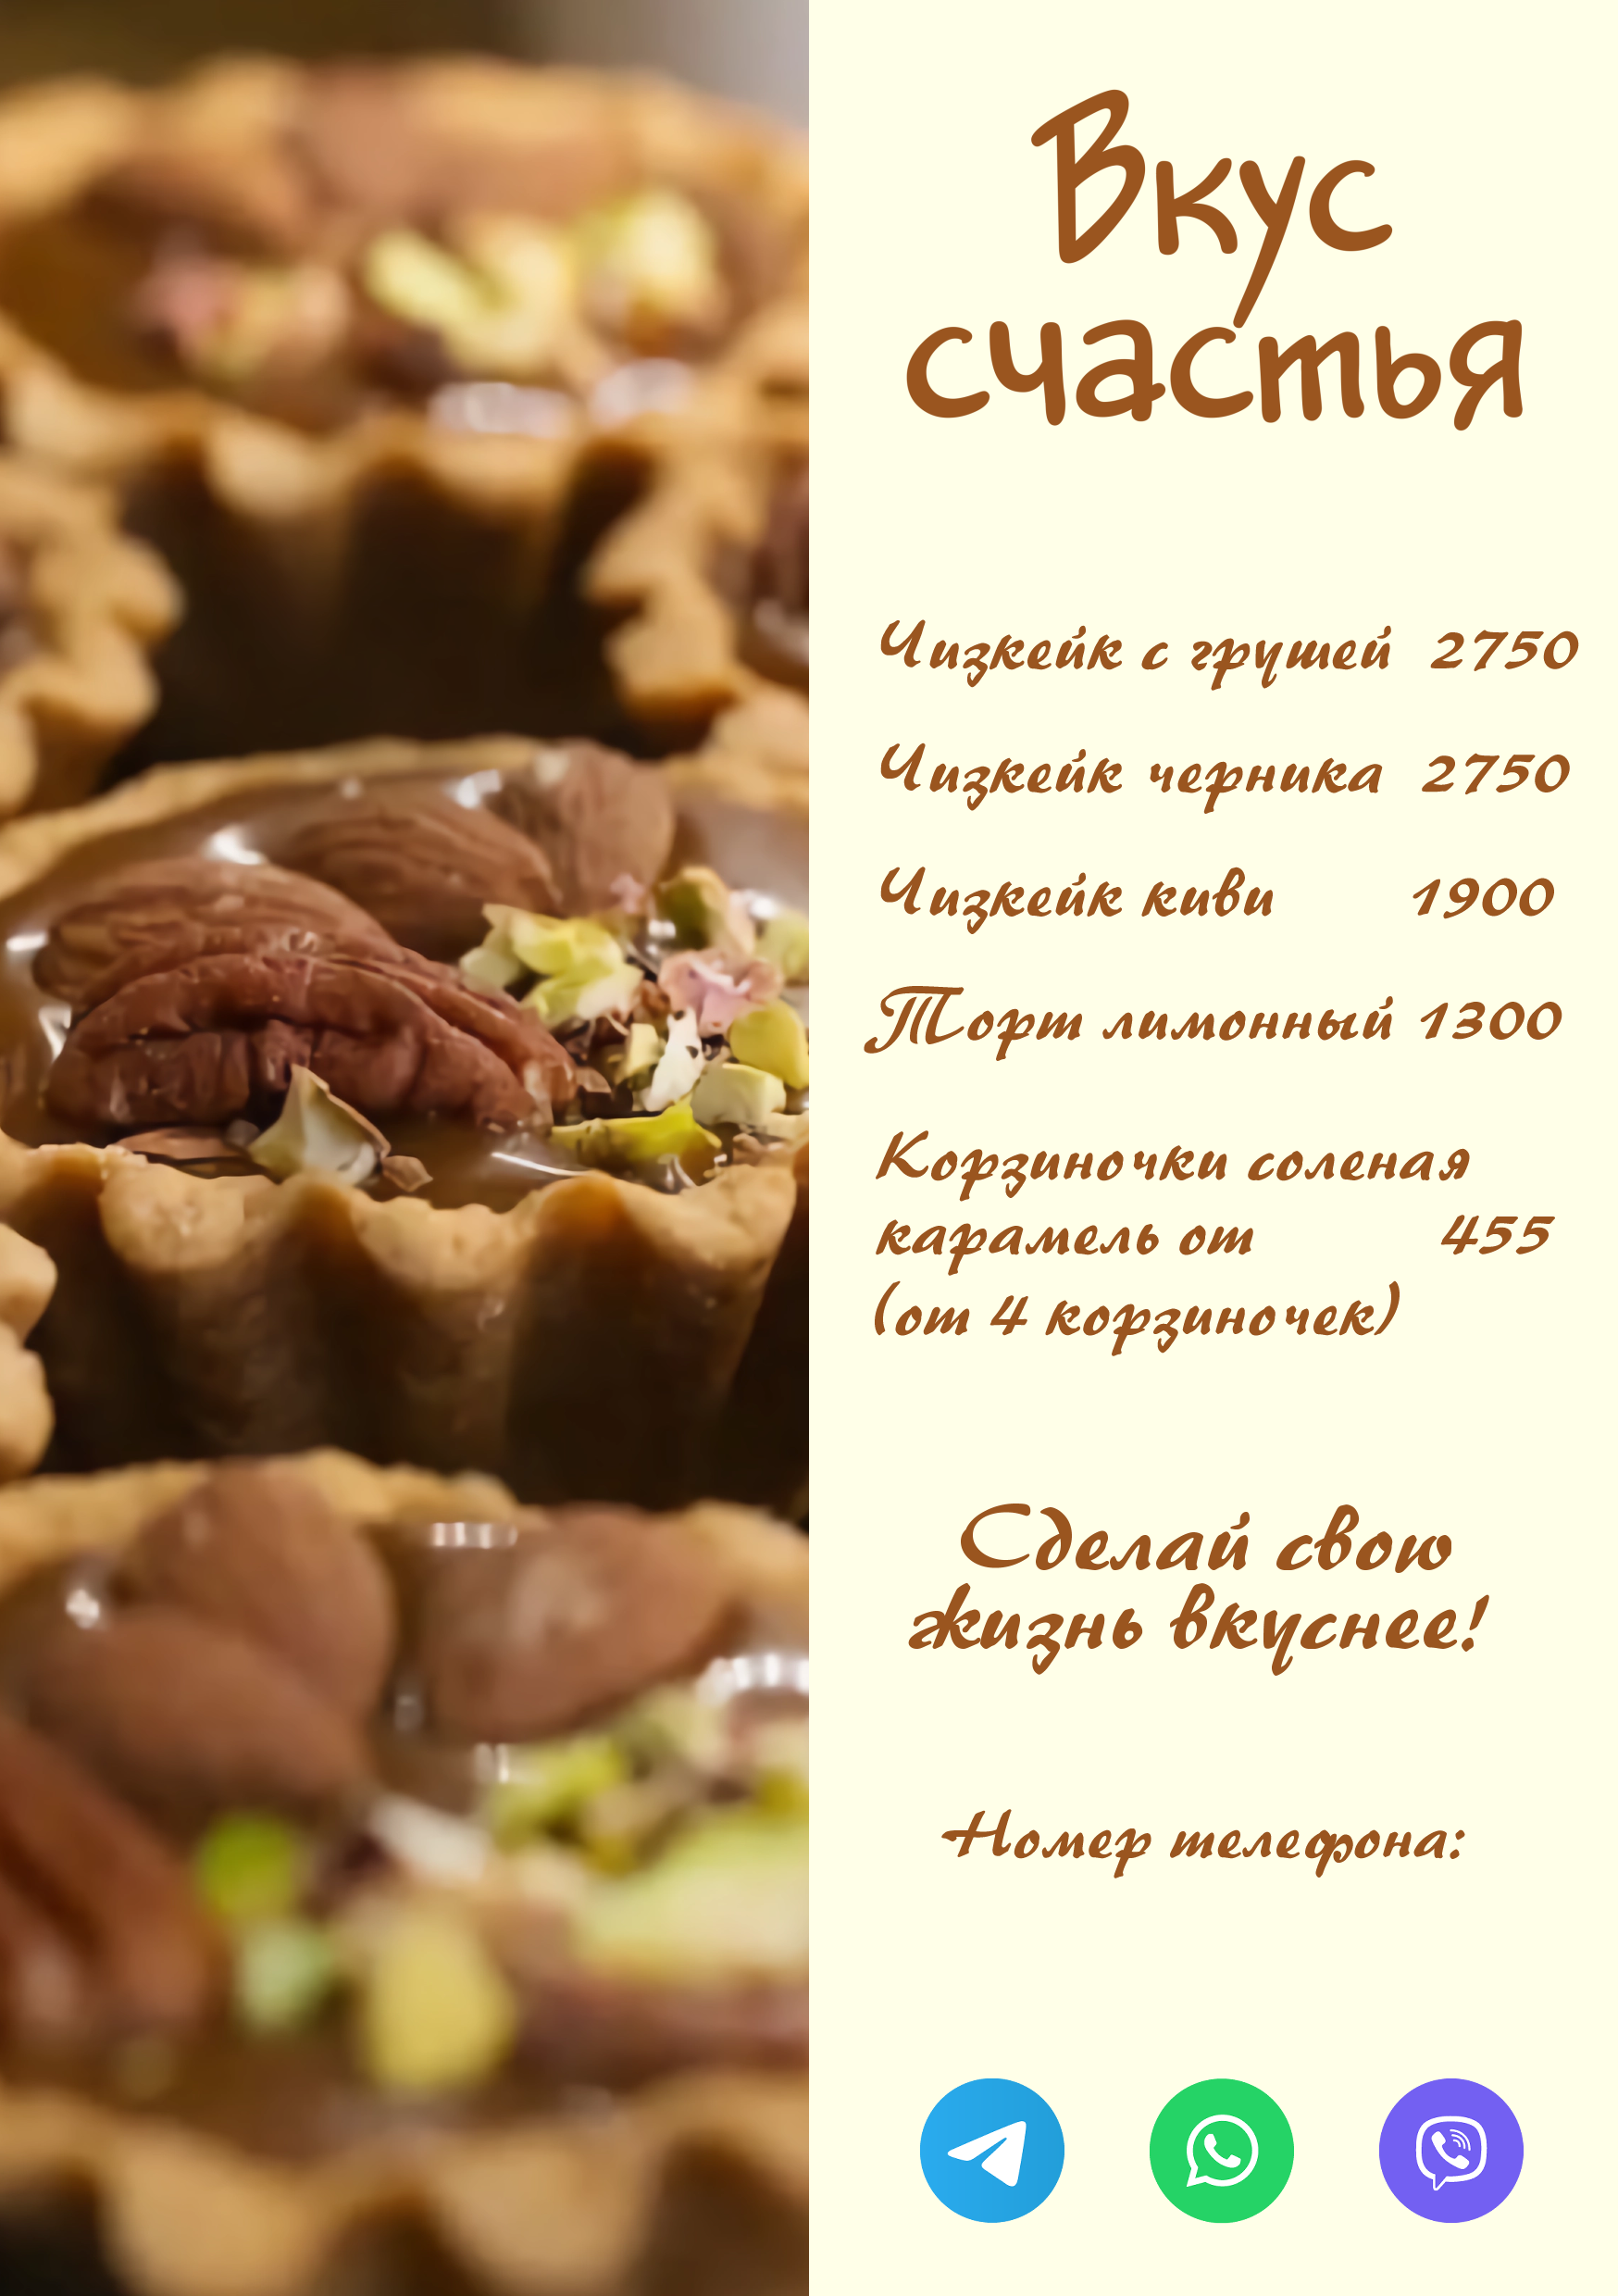 Вкус
счастья
Чизкейк с грушей 2750
Чизкейк черника 2750
Чизкейк киви 1900
Торт лимонный 1300
Корзиночки соленая
карамель от 455
(от 4 корзиночек)
Сделай свою
жизнь вкуснее!
Номер телефона: